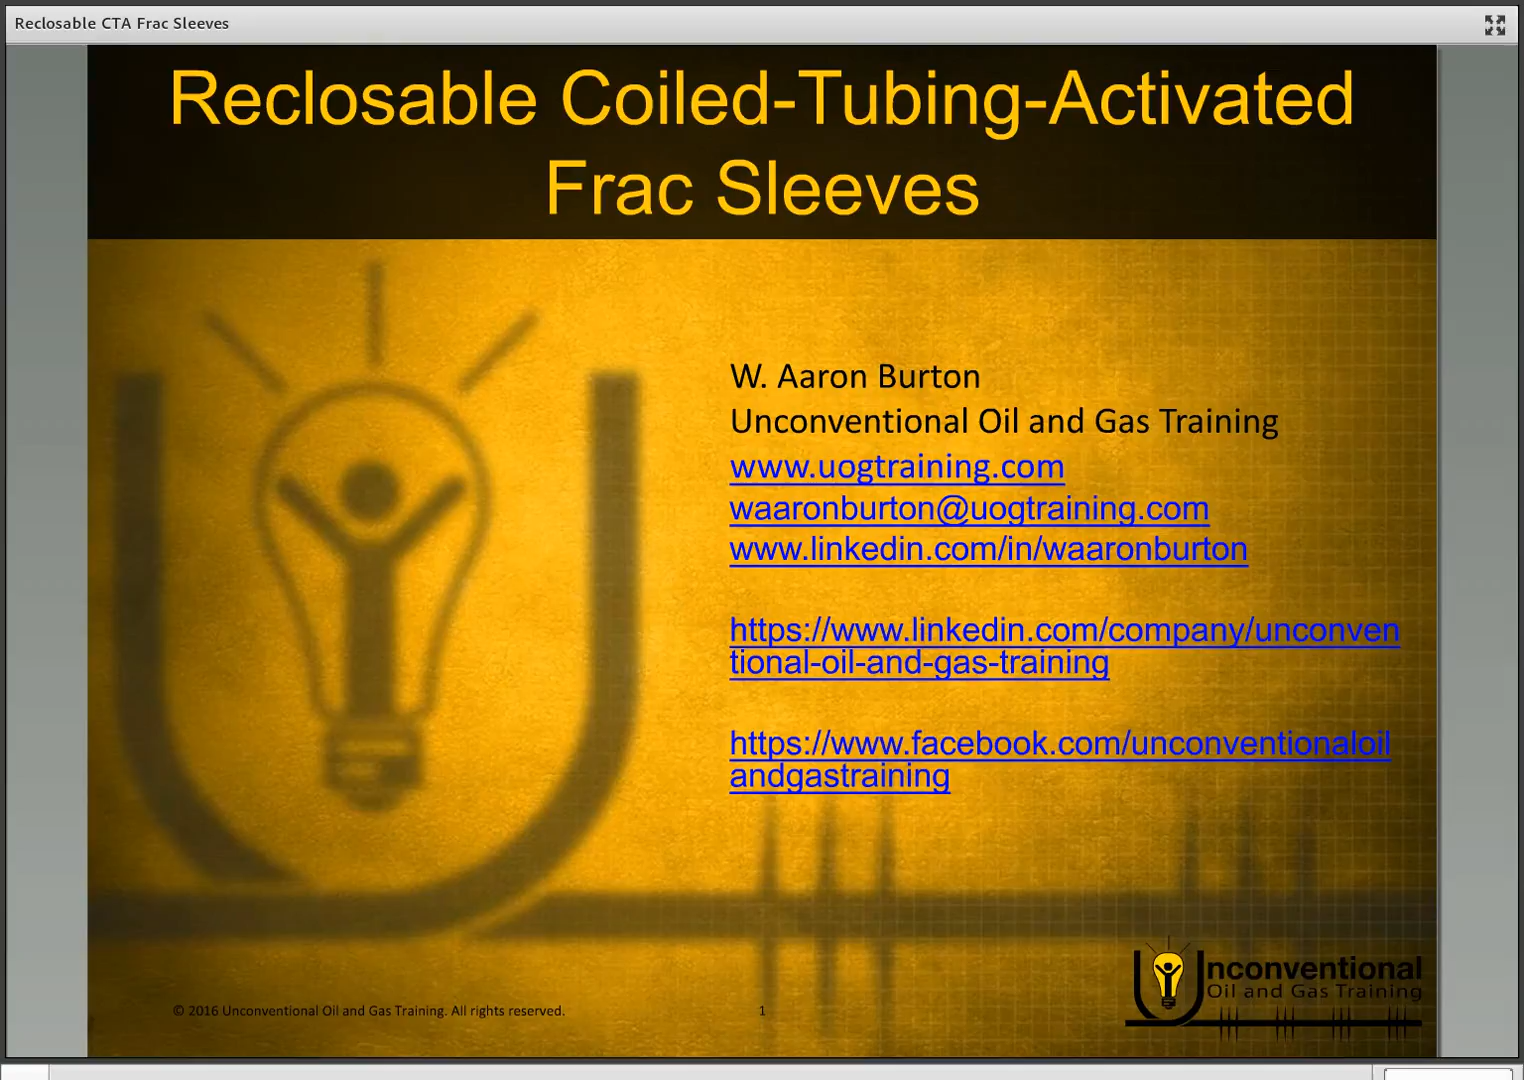 Reclosable CTA Frac Sleeves
Reclosable Coiled-Tubing-Activated
Frac Sleeves
W. Aaron Burton
Unconventional Oil and Gas Training
www.uogtraining.com
waaronburton@uogtraining.com
www.linkedin.com/in/waaronburton
https://www.linkedin.com/company/unconven
tional-oil-and-gas-training
https://www.facebook.com/unconventionaloil
andgastraining
© 2016 Unconventional Oil and Gas Training. All rights reserved.
1
Unconventional
Oil and Gas Training